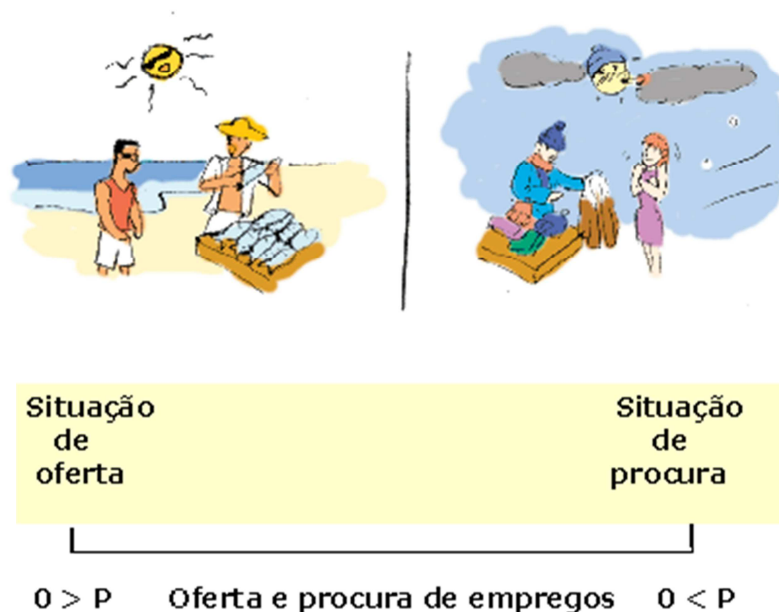 Situação
de
oferta
Situação
de
procura
O > P
Oferta e procura de empregos
O < P